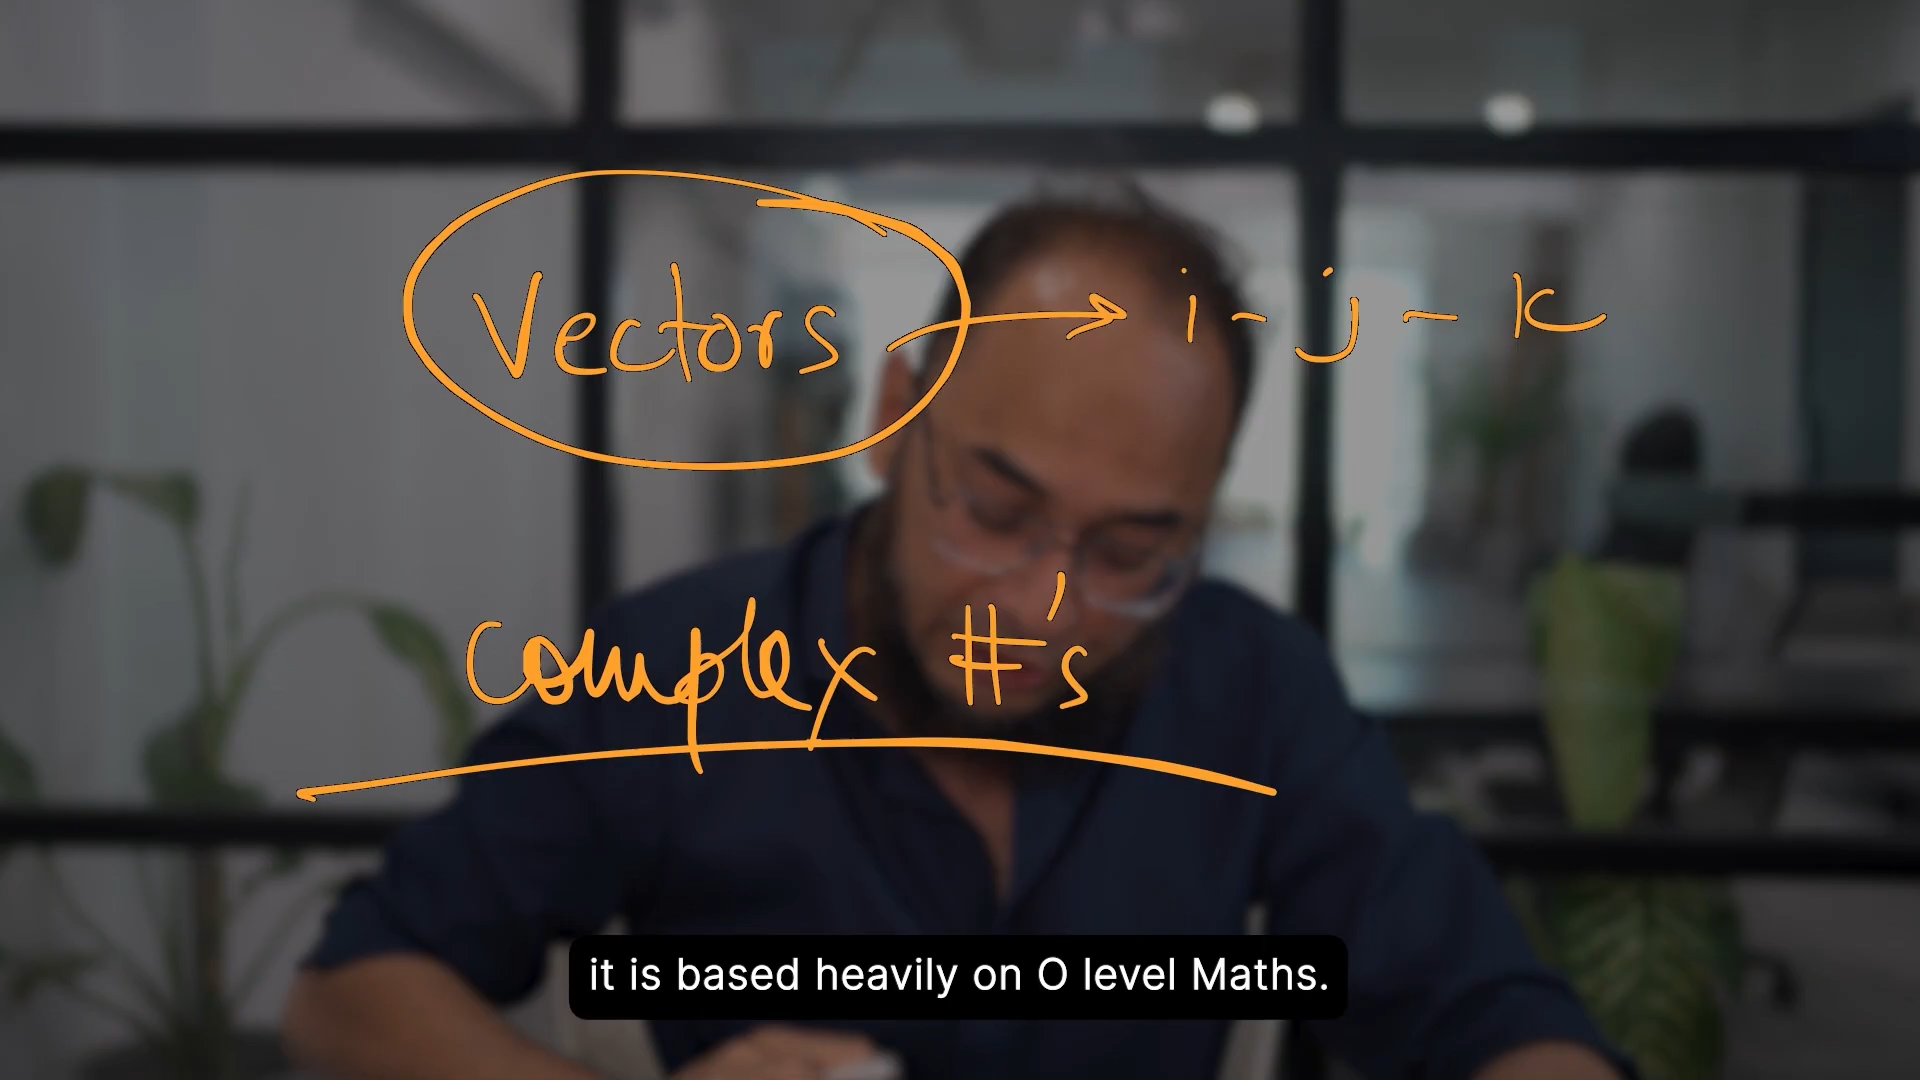 Vectors → i - j - k
complex #'s
it is based heavily on O level Maths.